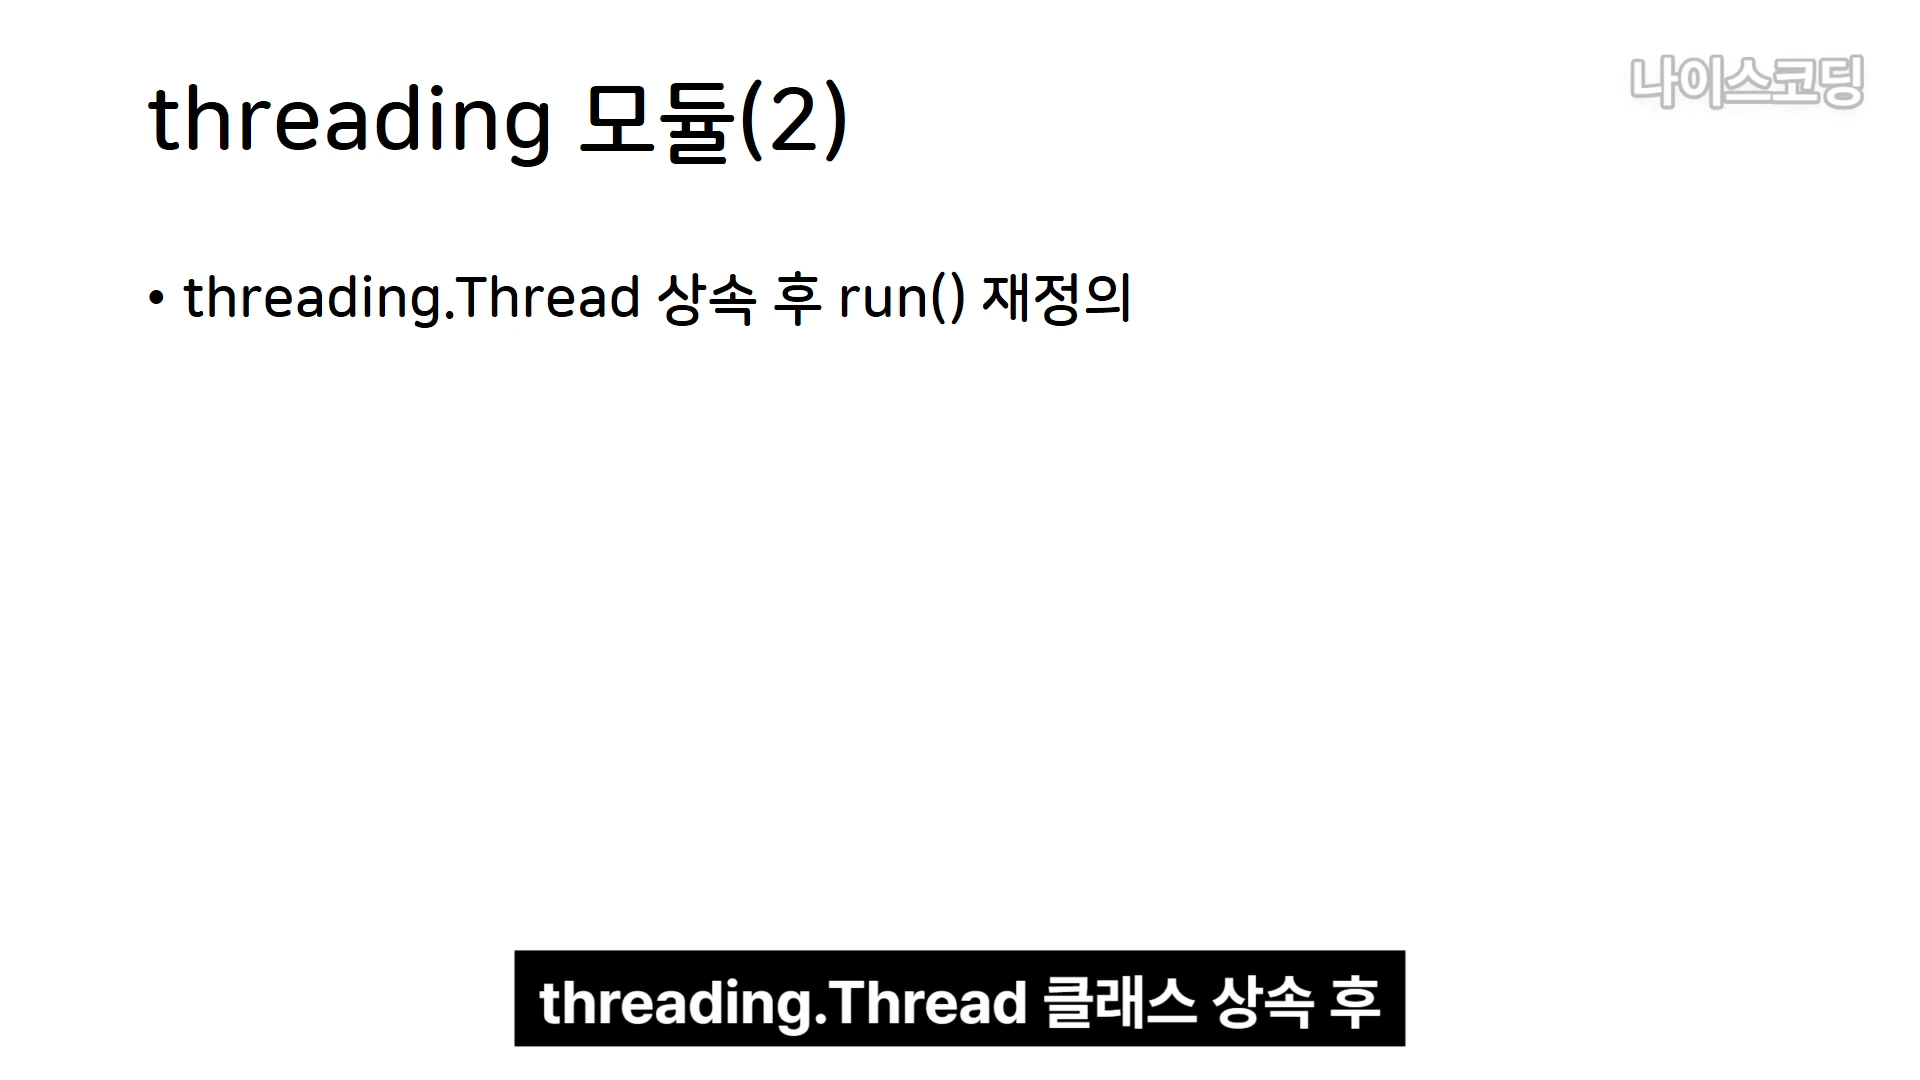 나이스코딩
threading 모듈(2)
• threading.Thread 상속 후 run() 재정의
threading.Thread 클래스 상속 후